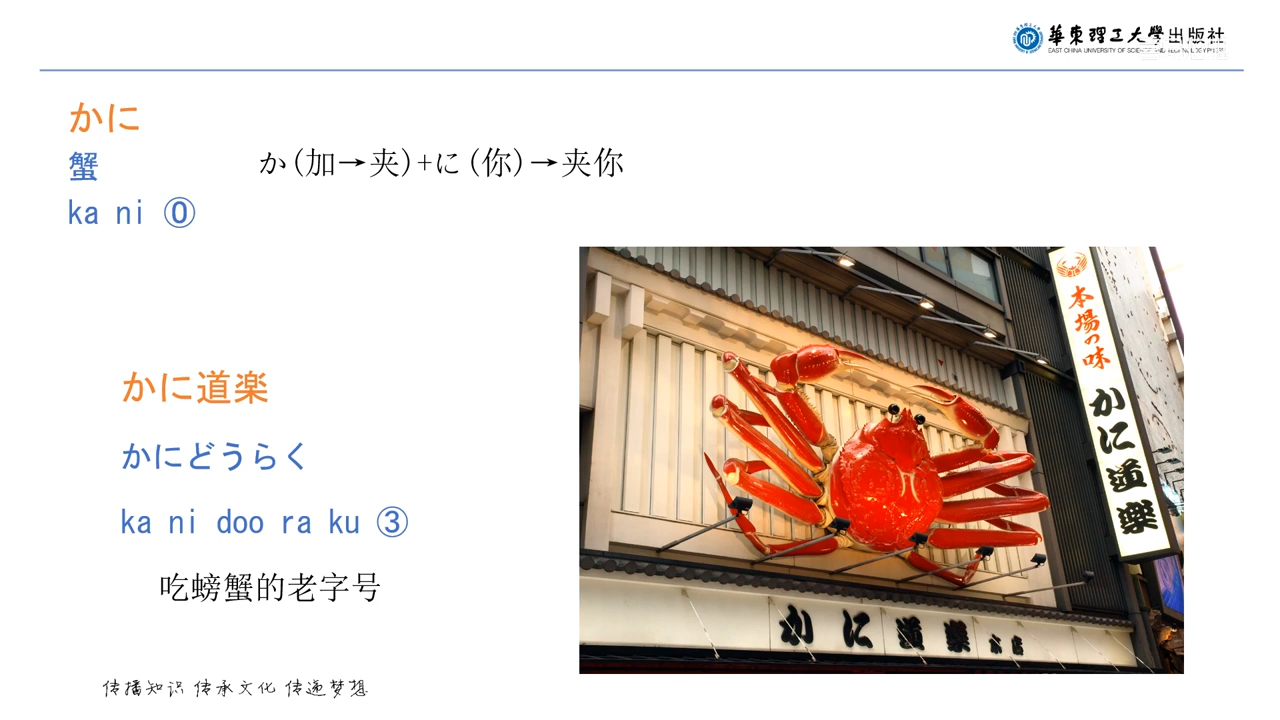 華東理工大學出版社
かに
蟹
か(加→夹)+に(你)→夹你
ka ni ⓪
本場の味
かに道楽
かに道楽
かにどうらく
ka ni doo ra ku ③
吃螃蟹的老字号
かに道楽 本店
传播知识 传承文化 传递梦想